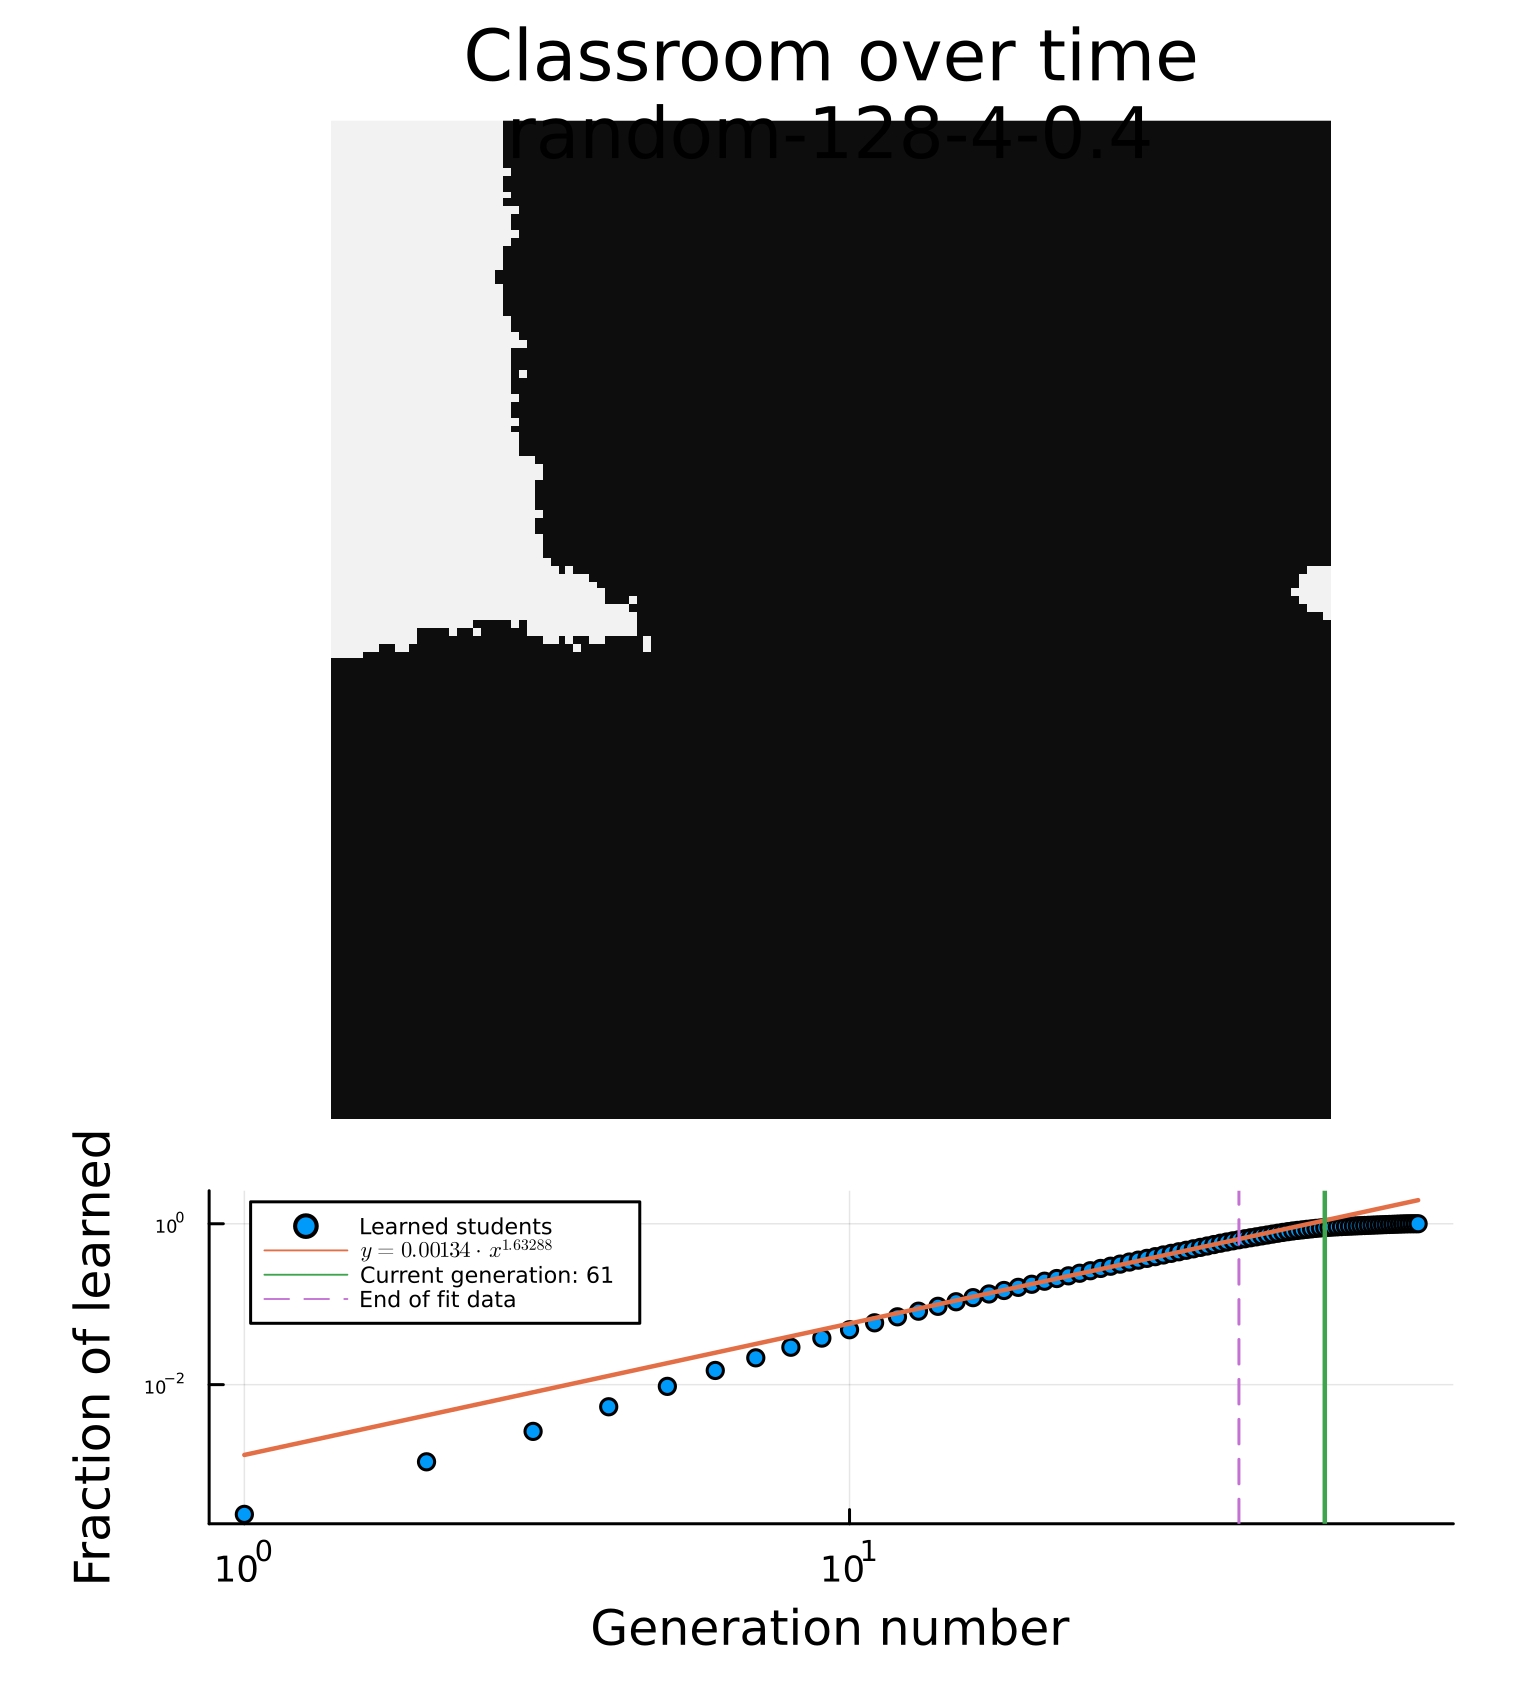 Classroom over time
random-128-4-0.4
Fraction of learned
10^0
10^-2
Learned students
y = 0.00134 · x^1.63288
Current generation: 61
End of fit data
10^0
10^1
Generation number